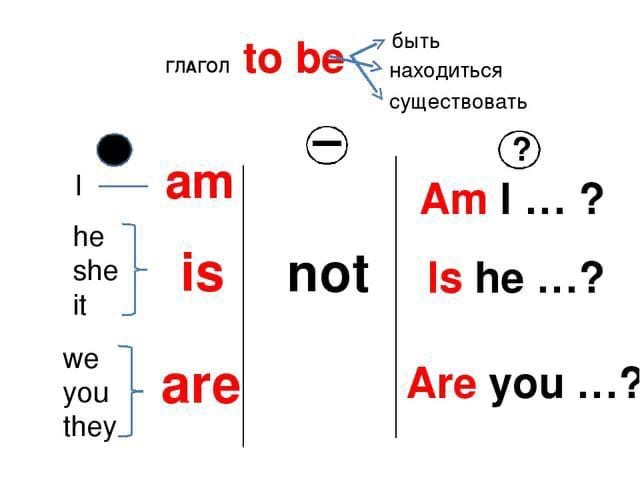 быть
ГЛАГОЛ to be
находиться
существовать
— ?
I am Am I … ?
he
she is not Is he …?
it
we
you are Are you …?
they